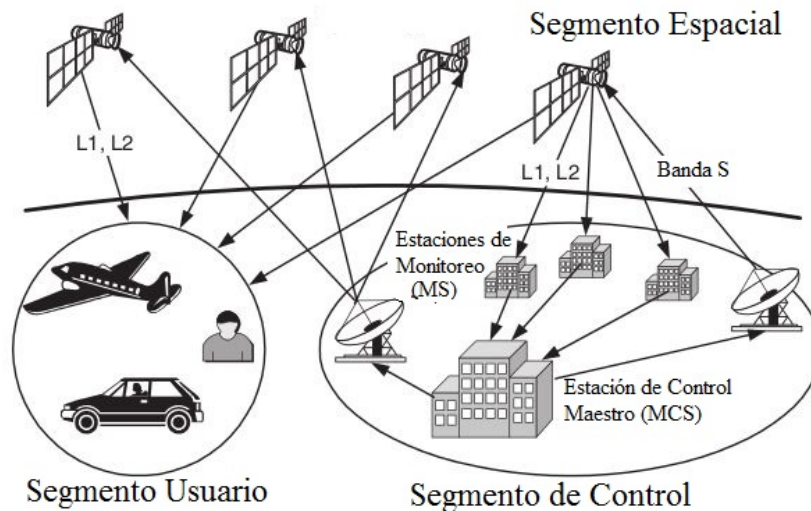 Segmento Espacial
L1, L2
L1, L2
Banda S
Estaciones de
Monitoreo
(MS)
Estación de Control
Maestro (MCS)
Segmento Usuario
Segmento de Control